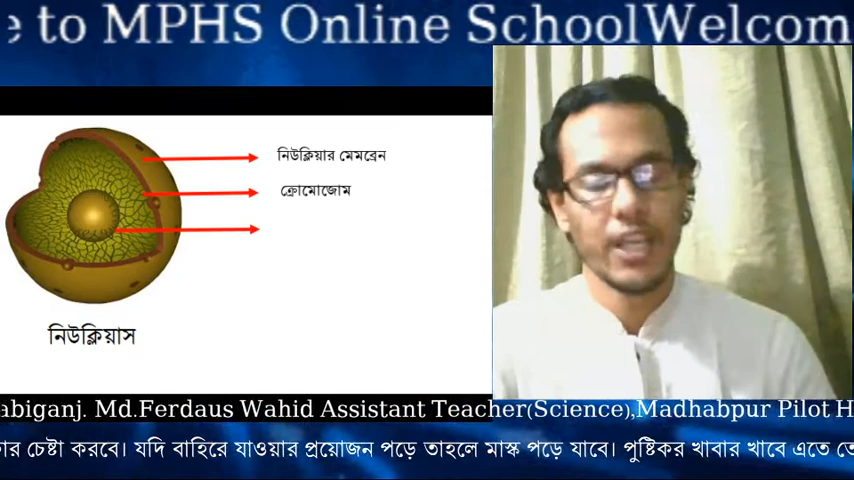 e to MPHS Online SchoolWelcom
নিউক্লিয়ার মেমব্রেন
ক্রোমোজোম
নিউক্লিয়াস
abiganj. Md.Ferdaus Wahid Assistant Teacher(Science),Madhabpur Pilot H
ার চেষ্টা করবে। যদি বাহিরে যাওয়ার প্রয়োজন পড়ে তাহলে মাস্ক পড়ে যাবে। পুষ্টিকর খাবার খাবে এতে তে